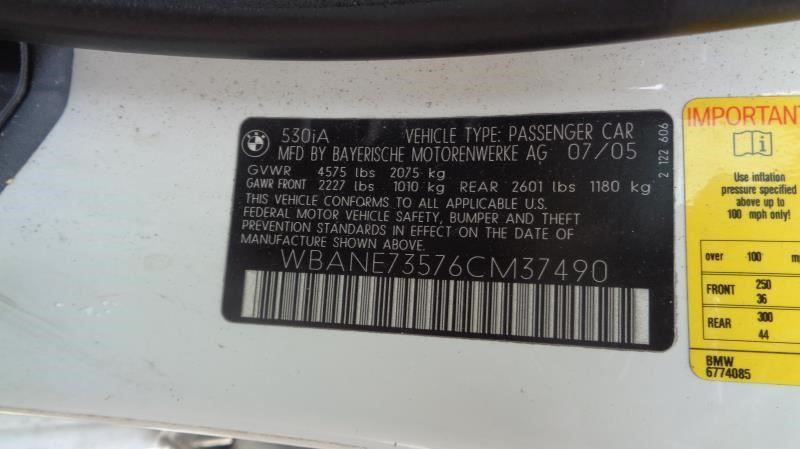 BMW
530iA VEHICLE TYPE: PASSENGER CAR
MFD BY BAYERISCHE MOTORENWERKE AG 07/05
GVWR 4575 lbs 2075 kg
GAWR FRONT 2227 lbs 1010 kg REAR 2601 lbs 1180 kg
THIS VEHICLE CONFORMS TO ALL APPLICABLE U.S.
FEDERAL MOTOR VEHICLE SAFETY, BUMPER AND THEFT
PREVENTION STANDARDS IN EFFECT ON THE DATE OF
MANUFACTURE SHOWN ABOVE.
WBANE73576CM37490
2 122 606
IMPORTANT
i
Use inflation
pressure specified
above up to
100 mph only!
over 100
FRONT 250
36
REAR 300
44
BMW
6774085